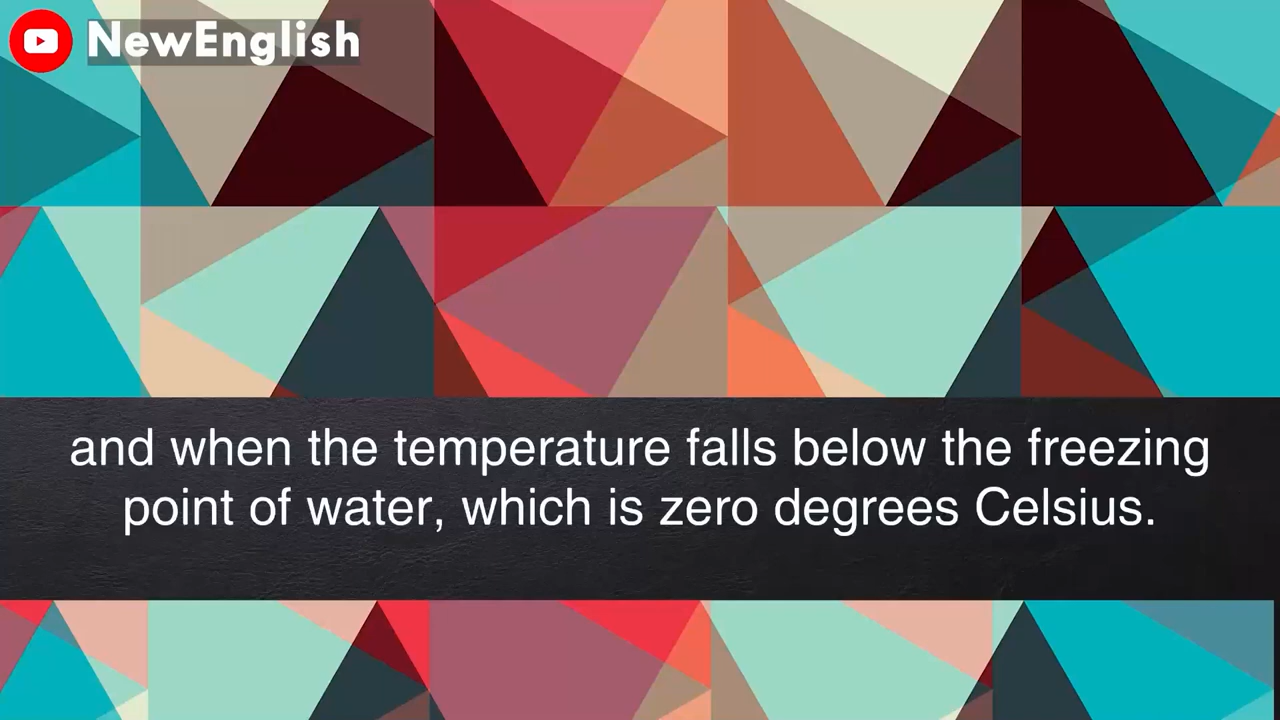 NewEnglish
and when the temperature falls below the freezing
point of water, which is zero degrees Celsius.